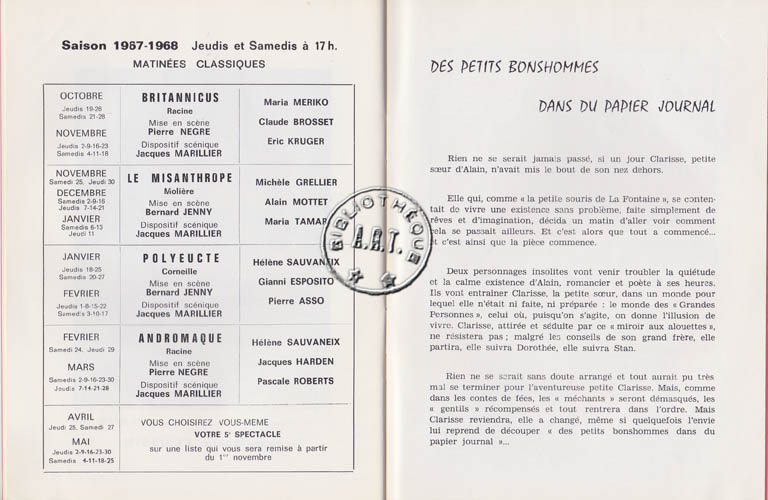 Saison 1967-1968 Jeudis et Samedis à 17 h.
MATINÉES CLASSIQUES
OCTOBRE
Jeudis 19-26
Samedis 21-28
NOVEMBRE
Jeudis 2-9-16-23
Samedis 4-11-18
BRITANNICUS
Racine
Mise en scène
Pierre NEGRE
Dispositif scénique
Jacques MARILLIER
Maria MERIKO
Claude BROSSET
Eric KRUGER
NOVEMBRE
Samedi 25, Jeudi 30
DECEMBRE
Samedis 2-9-16
Jeudis 7-14-21
JANVIER
Samedis 6-13
Jeudi 11
LE MISANTHROPE
Molière
Mise en scène
Bernard JENNY
Dispositif scénique
Jacques MARILLIER
Michèle GRELLIER
Alain MOTTET
Maria TAMAR
JANVIER
Jeudis 18-25
Samedis 20-27
FEVRIER
Jeudis 1-8-15-22
Samedis 3-10-17
POLYEUCTE
Corneille
Mise en scène
Bernard JENNY
Dispositif scénique
Jacques MARILLIER
Hélène SAUVANEIX
Gianni ESPOSITO
Pierre ASSO
FEVRIER
Samedi 24, Jeudi 29
MARS
Samedis 2-9-16-23-30
Jeudis 7-14-21-28
ANDROMAQUE
Racine
Mise en scène
Pierre NEGRE
Dispositif scénique
Jacques MARILLIER
Hélène SAUVANEIX
Jacques HARDEN
Pascale ROBERTS
AVRIL
Jeudi 25, Samedi 27
MAI
Jeudis 2-9-16-23-30
Samedis 4-11-18-25
VOUS CHOISIREZ VOUS-MEME
VOTRE 5e SPECTACLE
sur une liste qui vous sera remise à partir
du 1er novembre
BIBLIOTHÈQUE
A.R.T.
DES PETITS BONSHOMMES
DANS DU PAPIER JOURNAL
Rien ne se serait jamais passé, si un jour Clarisse, petite
sœur d'Alain, n'avait mis le bout de son nez dehors.
Elle qui, comme « la petite souris de La Fontaine », se conten-
tait de vivre une existence sans problème, faite simplement de
rêves et d'imagination, décida un matin d'aller voir comment
cela se passait ailleurs. Et c'est alors que tout a commencé...
et c'est ainsi que la pièce commence.
Deux personnages insolites vont venir troubler la quiétude
et la calme existence d'Alain, romancier et poète à ses heures.
Ils vont entraîner Clarisse, la petite sœur, dans un monde pour
lequel elle n'était ni faite, ni préparée : le monde des « Grandes
Personnes », celui où, puisqu'on s'agite, on donne l'illusion de
vivre. Clarisse, attirée et séduite par ce « miroir aux alouettes »,
ne résistera pas ; malgré les conseils de son grand frère, elle
partira, elle suivra Dorothée, elle suivra Stan.
Rien ne se serait sans doute arrangé et tout aurait pu très
mal se terminer pour l'aventureuse petite Clarisse. Mais, comme
dans les contes de fées, les « méchants » seront démasqués, les
« gentils » récompensés et tout rentrera dans l'ordre. Mais
Clarisse reviendra, elle a changé, même si quelquefois l'envie
lui reprend de découper « des petits bonshommes dans du
papier journal »...